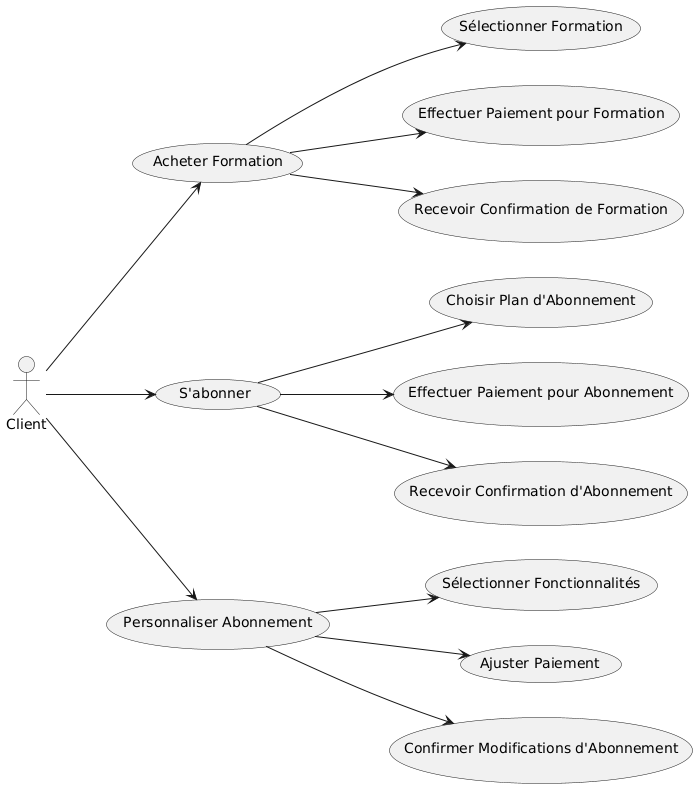 Sélectionner Formation
Effectuer Paiement pour Formation
Acheter Formation
Recevoir Confirmation de Formation
Choisir Plan d'Abonnement
S'abonner
Effectuer Paiement pour Abonnement
Client
Recevoir Confirmation d'Abonnement
Sélectionner Fonctionnalités
Personnaliser Abonnement
Ajuster Paiement
Confirmer Modifications d'Abonnement